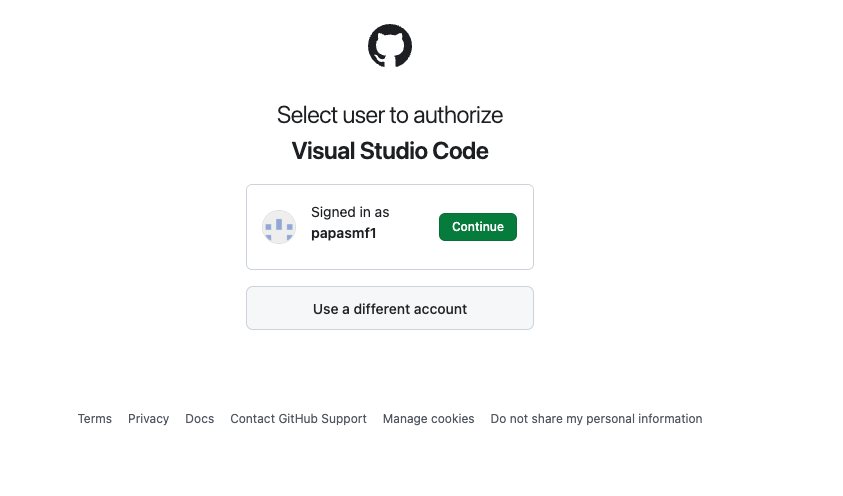 Select user to authorize
Visual Studio Code
Signed in as
papasmf1
Continue
Use a different account
Terms Privacy Docs Contact GitHub Support Manage cookies Do not share my personal information